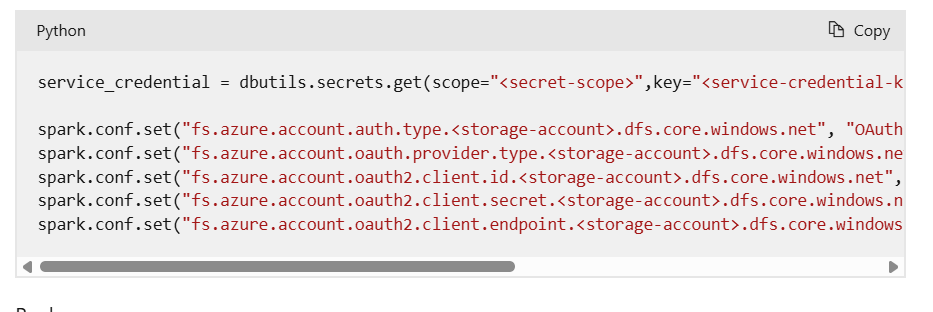 Python
Copy
service_credential = dbutils.secrets.get(scope="<secret-scope>",key="<service-credential-k
spark.conf.set("fs.azure.account.auth.type.<storage-account>.dfs.core.windows.net", "OAuth
spark.conf.set("fs.azure.account.oauth.provider.type.<storage-account>.dfs.core.windows.ne
spark.conf.set("fs.azure.account.oauth2.client.id.<storage-account>.dfs.core.windows.net",
spark.conf.set("fs.azure.account.oauth2.client.secret.<storage-account>.dfs.core.windows.n
spark.conf.set("fs.azure.account.oauth2.client.endpoint.<storage-account>.dfs.core.windows